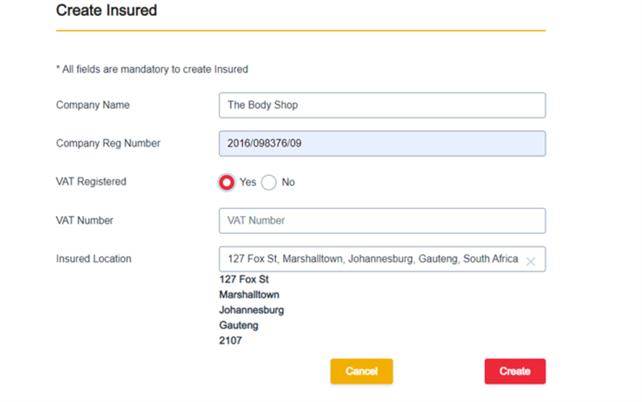 Create Insured
* All fields are mandatory to create Insured
Company Name The Body Shop
Company Reg Number 2016/098376/09
VAT Registered Yes No
VAT Number VAT Number
Insured Location 127 Fox St, Marshalltown, Johannesburg, Gauteng, South Africa
127 Fox St
Marshalltown
Johannesburg
Gauteng
2107
Cancel Create